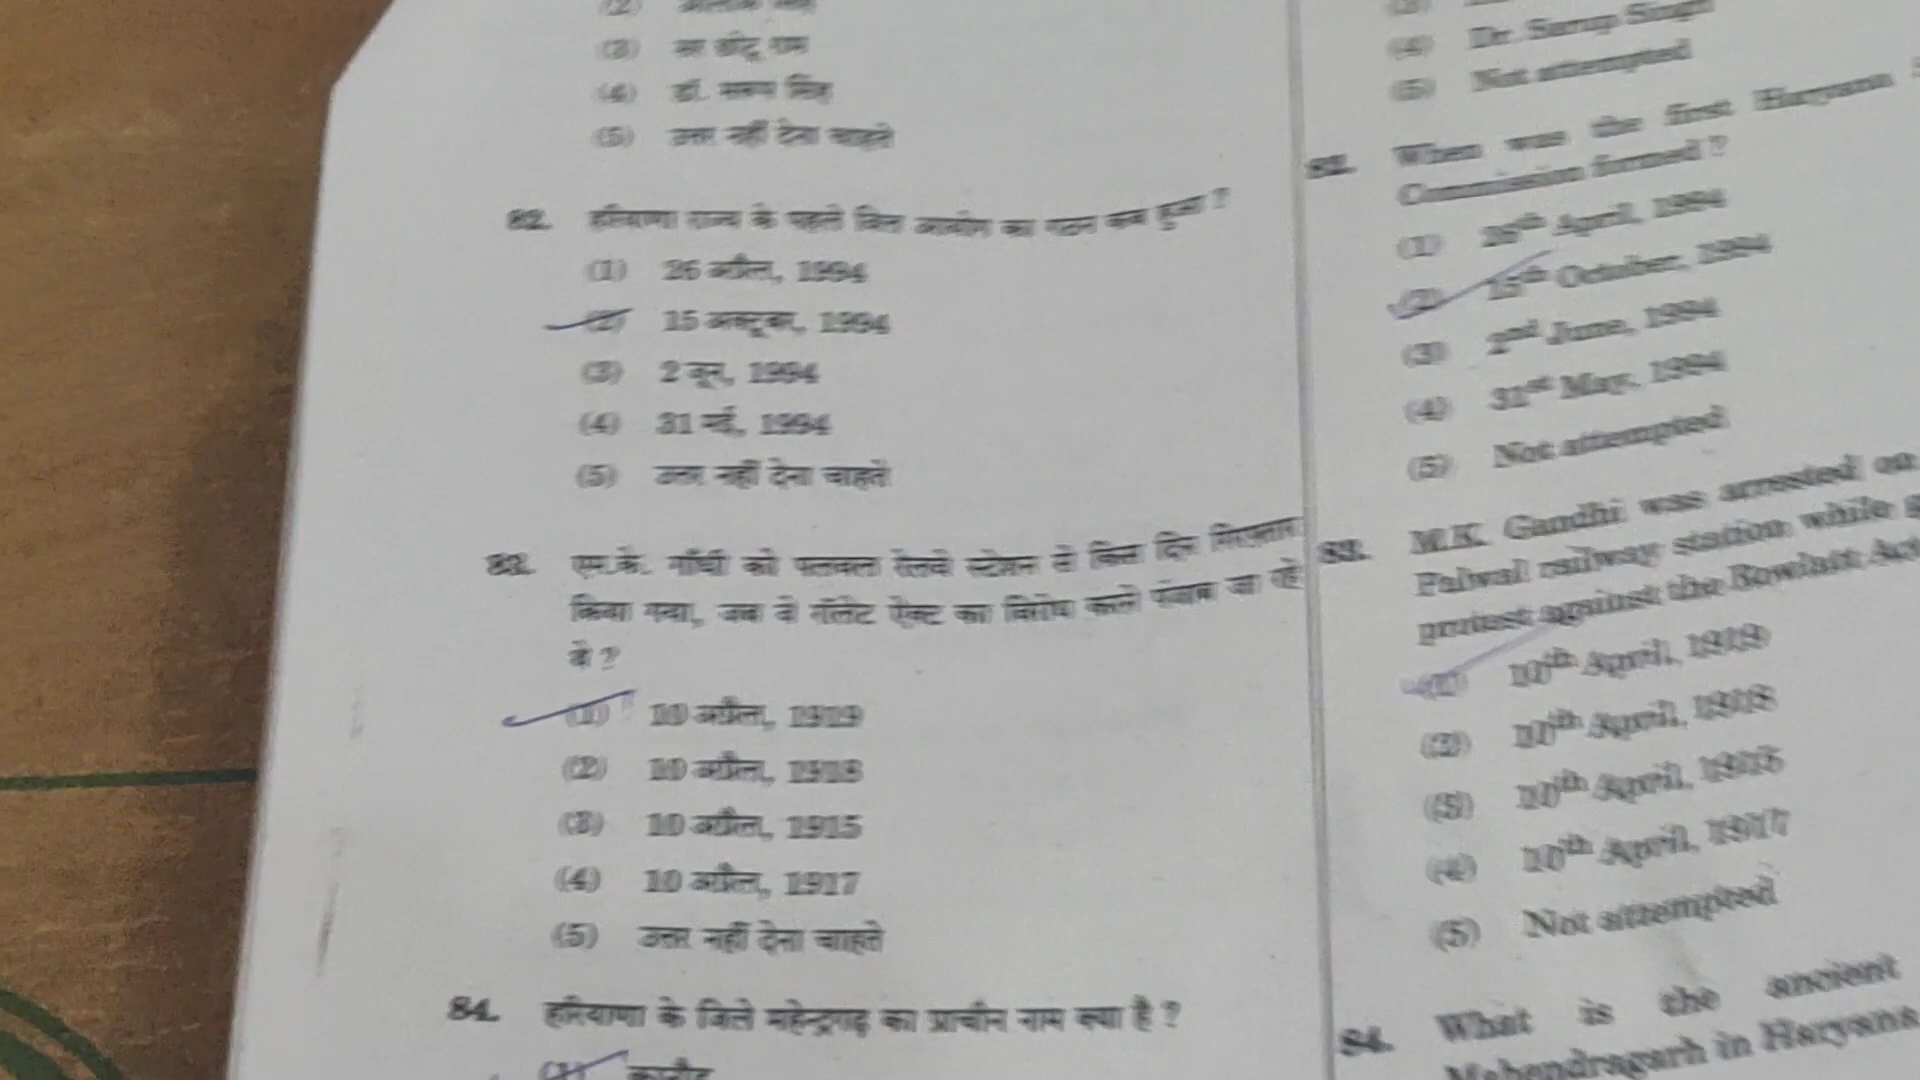 (3) सर छोटू राम
(4) डॉ. सरूप सिंह
(5) उत्तर नहीं देना चाहते
82. हरियाणा राज्य के पहले वित्त आयोग का गठन कब हुआ ?
(1) 26 अप्रैल, 1994
(2) 15 अक्टूबर, 1994
(3) 2 जून, 1994
(4) 31 मई, 1994
(5) उत्तर नहीं देना चाहते
83. एम.के. गाँधी को पलवल रेलवे स्टेशन से किस दिन गिरफ़्तार
किया गया, जब वे रॉलेट ऐक्ट का विरोध करने पंजाब जा रहे
थे ?
(1) 10 अप्रैल, 1919
(2) 10 अप्रैल, 1918
(3) 10 अप्रैल, 1915
(4) 10 अप्रैल, 1917
(5) उत्तर नहीं देना चाहते
84. हरियाणा के जिले महेन्द्रगढ़ का प्राचीन नाम क्या है ?
(1) कानौड़
(4) Dr. Sarup Singh
(5) Not attempted
82. When was the first Haryana
Commission formed ?
(1) 26th April, 1994
(2) 15th October, 1994
(3) 2nd June, 1994
(4) 31st May, 1994
(5) Not attempted
83. M.K. Gandhi was arrested on
Palwal railway station while
protest against the Rowlatt Act
(1) 10th April, 1919
(2) 10th April, 1918
(3) 10th April, 1915
(4) 10th April, 1917
(5) Not attempted
84. What is the ancient
Mahendragarh in Haryana